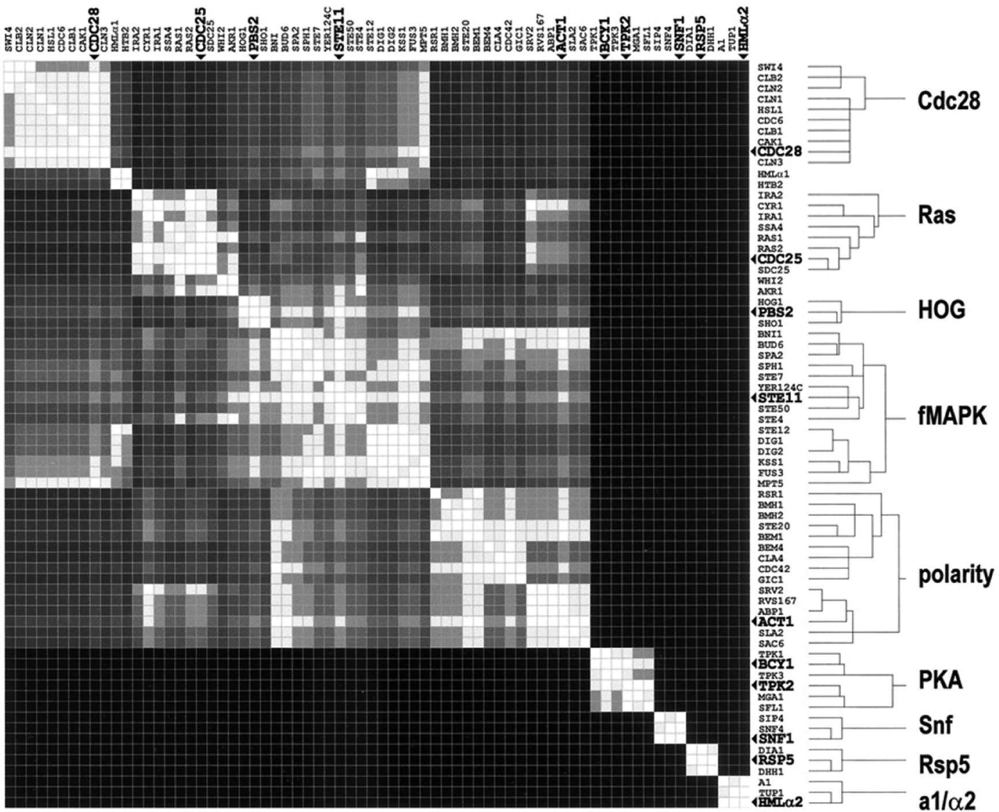 SWI4
CLB2
CLN2
CLN1
HSL1
CDC6
CLB1
CAK1
CDC28
CLN3
HMLα1
HTB2
IRA2
CYR1
IRA1
SSA4
RAS1
RAS2
CDC25
SDC25
WHI2
AKR1
HOG1
PBS2
SHO1
BNI
BUD6
SPA2
SPH1
STE7
YER124C
STE11
STE50
STE4
STE12
DIG1
DIG2
KSS1
FUS3
MPT5
RSR1
BMH1
BMH2
STE20
BEM1
BEM4
CLA4
CDC42
GIC1
SRV2
RVS167
ABP1
ACT1
SLA2
SAC6
TPK1
BCY1
TPK3
TPK2
MGA1
SFL1
SIP4
SNF4
SNF1
DIA1
RSP5
DHH1
A1
TUP1
HMLα2
SWI4
CLB2
CLN2
CLN1
HSL1
CDC6
CLB1
CAK1
CDC28
CLN3
HMLα1
HTB2
IRA2
CYR1
IRA1
SSA4
RAS1
RAS2
CDC25
SDC25
WHI2
AKR1
HOG1
PBS2
SHO1
BNI1
BUD6
SPA2
SPH1
STE7
YER124C
STE11
STE50
STE4
STE12
DIG1
DIG2
KSS1
FUS3
MPT5
RSR1
BMH1
BMH2
STE20
BEM1
BEM4
CLA4
CDC42
GIC1
SRV2
RVS167
ABP1
ACT1
SLA2
SAC6
TPK1
BCY1
TPK3
TPK2
MGA1
SFL1
SIP4
SNF4
SNF1
DIA1
RSP5
DHH1
A1
TUP1
HMLα2
Cdc28
Ras
HOG
fMAPK
polarity
PKA
Snf
Rsp5
a1/α2